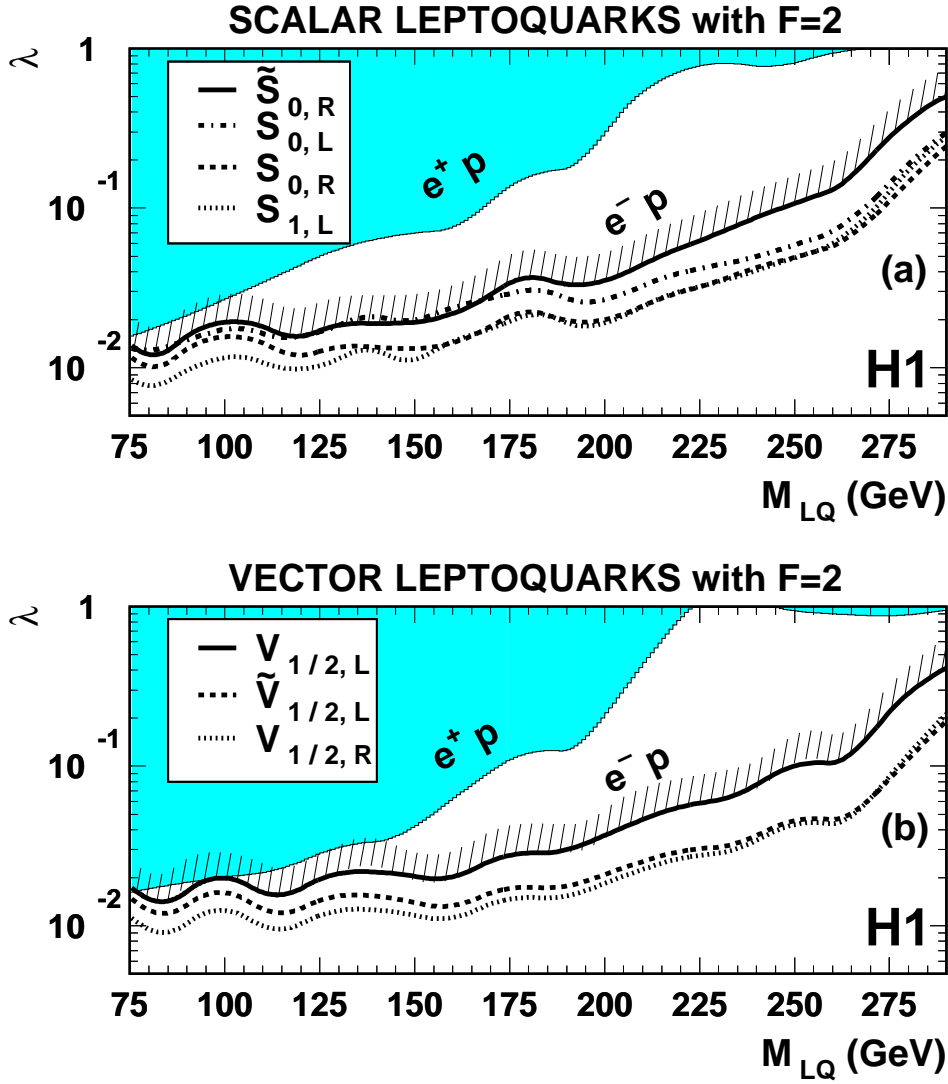 SCALAR LEPTOQUARKS with F=2
λ
1
10 -1
10 -2
S̃ 0, R
S 0, L
S 0, R
S 1, L
e+ p
e− p
(a)
H1
75 100 125 150 175 200 225 250 275
M LQ (GeV)
VECTOR LEPTOQUARKS with F=2
λ
1
10 -1
10 -2
V 1 / 2, L
Ṽ 1 / 2, L
V 1 / 2, R
e+ p
e− p
(b)
H1
75 100 125 150 175 200 225 250 275
M LQ (GeV)